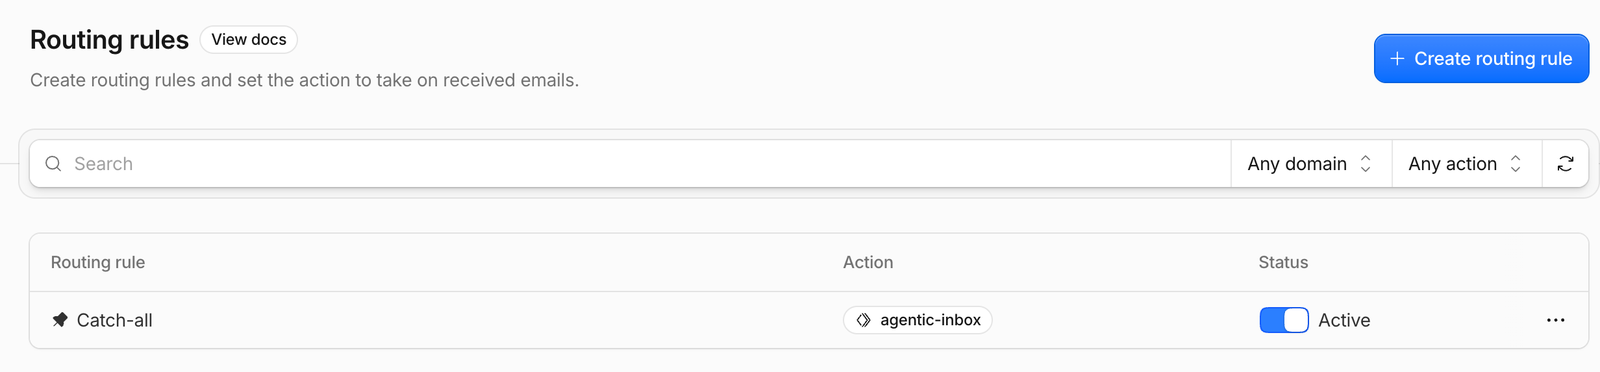 Routing rules View docs
Create routing rules and set the action to take on received emails.
Create routing rule
Search Any domain Any action
Routing rule Action Status
Catch-all agentic-inbox Active